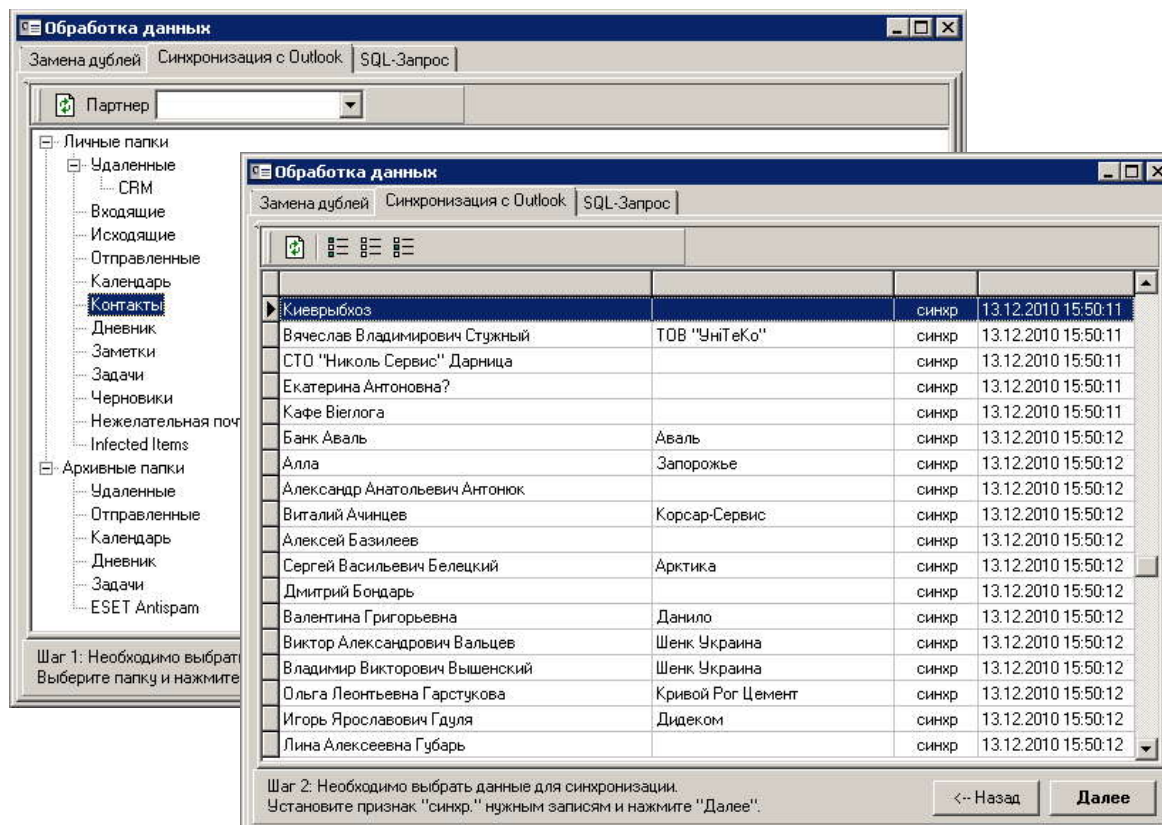 Обработка данных
Замена дублей Синхронизация с Outlook SQL-Запрос
Партнер
Личные папки
Удаленные
CRM
Входящие
Исходящие
Отправленные
Календарь
Контакты
Дневник
Заметки
Задачи
Черновики
Нежелательная поч
Infected Items
Архивные папки
Удаленные
Отправленные
Календарь
Дневник
Задачи
ESET Antispam
Шаг 1: Необходимо выбрат
Выберите папку и нажмите
Обработка данных
Замена дублей Синхронизация с Outlook SQL-Запрос
Киеврыбхоз синхр 13.12.2010 15:50:11
Вячеслав Владимирович Стужный ТОВ "УніТеКо" синхр 13.12.2010 15:50:11
СТО "Николь Сервис" Дарница синхр 13.12.2010 15:50:11
Екатерина Антоновна? синхр 13.12.2010 15:50:11
Кафе Bierлога синхр 13.12.2010 15:50:11
Банк Аваль Аваль синхр 13.12.2010 15:50:12
Алла Запорожье синхр 13.12.2010 15:50:12
Александр Анатольевич Антонюк синхр 13.12.2010 15:50:12
Виталий Ачинцев Корсар-Сервис синхр 13.12.2010 15:50:12
Алексей Базилеев синхр 13.12.2010 15:50:12
Сергей Васильевич Белецкий Арктика синхр 13.12.2010 15:50:12
Дмитрий Бондарь синхр 13.12.2010 15:50:12
Валентина Григорьевна Данило синхр 13.12.2010 15:50:12
Виктор Александрович Вальцев Шенк Украина синхр 13.12.2010 15:50:12
Владимир Викторович Вышенский Шенк Украина синхр 13.12.2010 15:50:12
Ольга Леонтьевна Гарстукова Кривой Рог Цемент синхр 13.12.2010 15:50:12
Игорь Ярославович Гдуля Дидеком синхр 13.12.2010 15:50:12
Лина Алексеевна Губарь синхр 13.12.2010 15:50:12
Шаг 2: Необходимо выбрать данные для синхронизации.
Установите признак "синхр." нужным записям и нажмите "Далее".
<-- Назад Далее